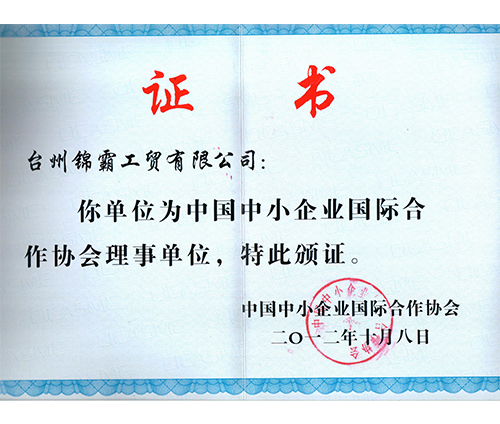 证 书
台州锦霸工贸有限公司：
你单位为中国中小企业国际合
作协会理事单位，特此颁证。
中国中小企业国际合作协会
二〇一二年十月八日